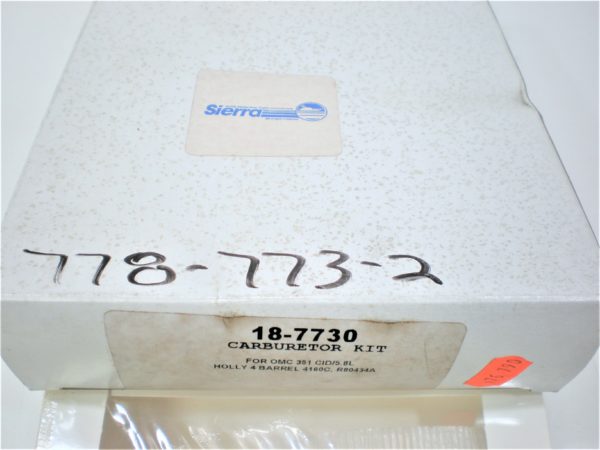 Sierra
778-773-2
18-7730
CARBURETOR KIT
FOR OMC 351 CID/5.8L
HOLLY 4 BARREL 4160C, R80434A